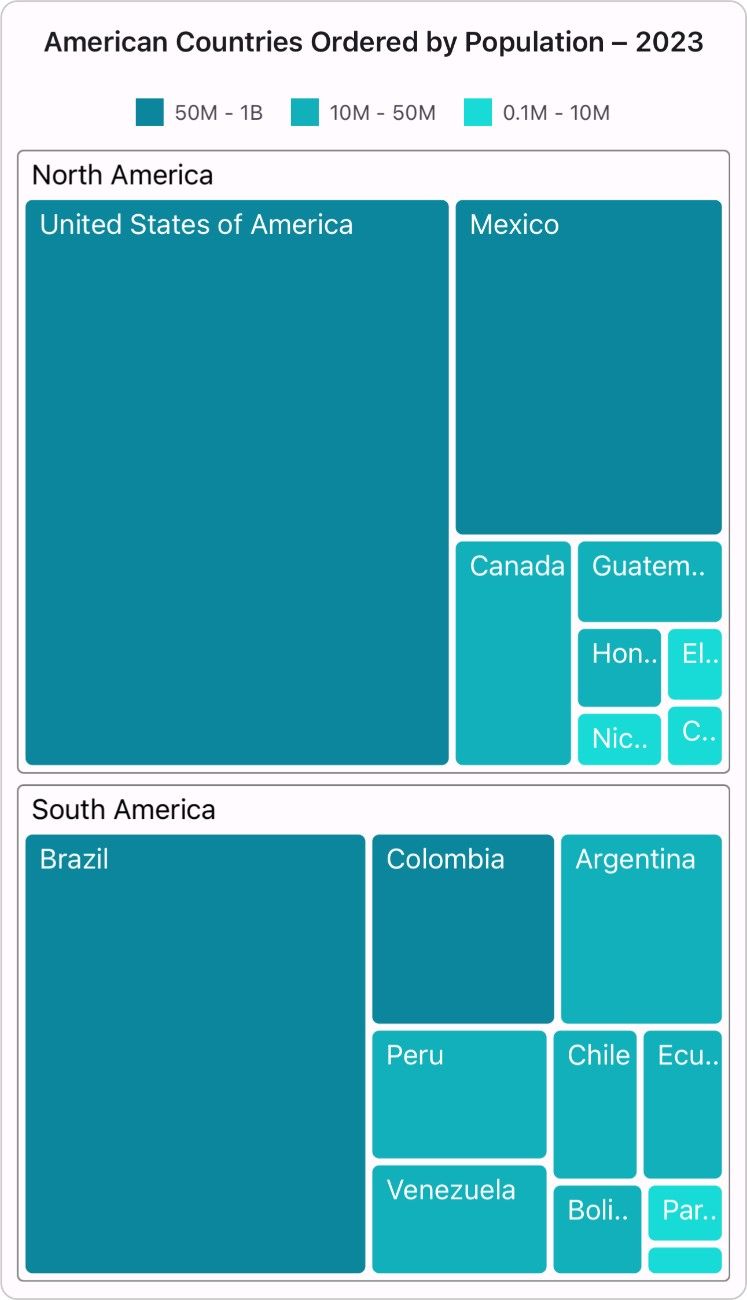 American Countries Ordered by Population – 2023
50M - 1B
10M - 50M
0.1M - 10M
North America
United States of America
Mexico
Canada
Guatem..
Hon..
El..
Nic..
C..
South America
Brazil
Colombia
Argentina
Peru
Chile
Ecu..
Venezuela
Boli..
Par..